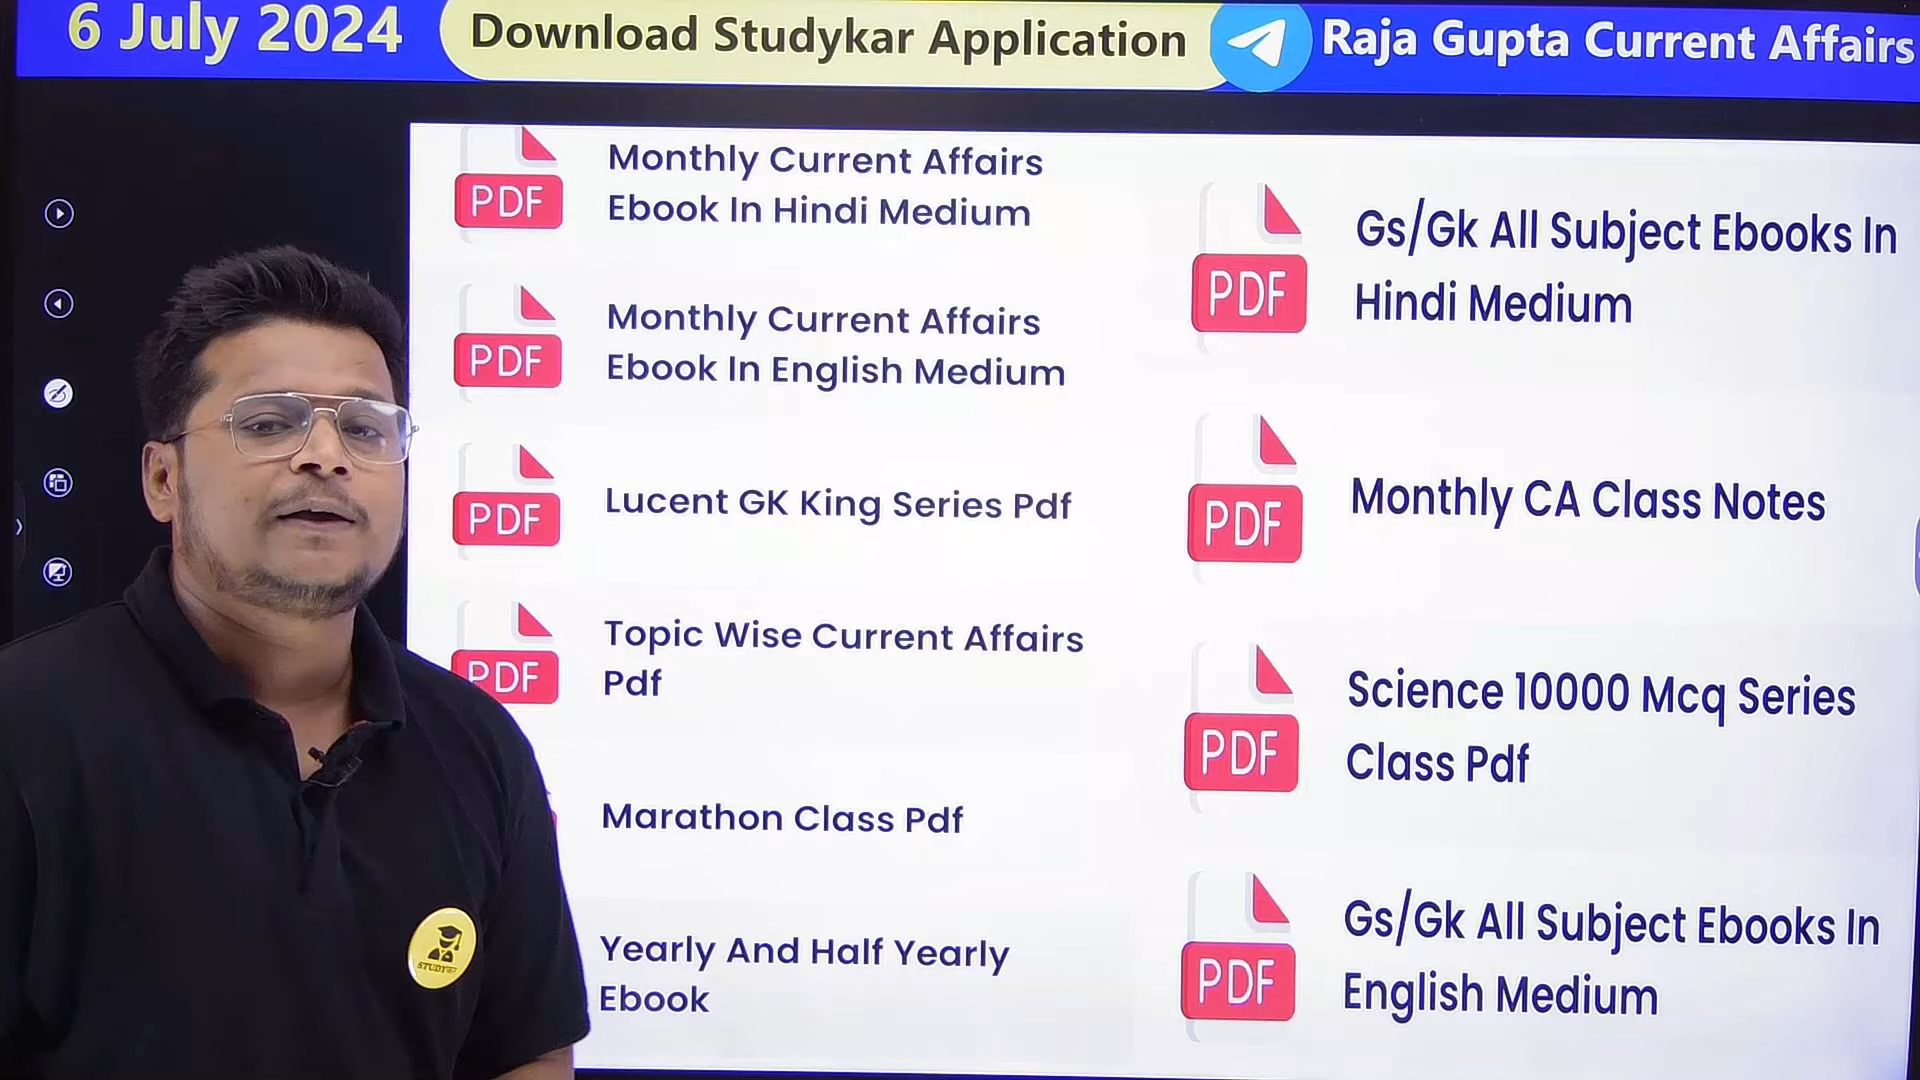 6 July 2024
Download Studykar Application
Raja Gupta Current Affairs
PDF
Monthly Current Affairs
Ebook In Hindi Medium
PDF
Monthly Current Affairs
Ebook In English Medium
PDF
Lucent GK King Series Pdf
PDF
Topic Wise Current Affairs
Pdf
Marathon Class Pdf
Yearly And Half Yearly
Ebook
PDF
Gs/Gk All Subject Ebooks In
Hindi Medium
PDF
Monthly CA Class Notes
PDF
Science 10000 Mcq Series
Class Pdf
PDF
Gs/Gk All Subject Ebooks In
English Medium